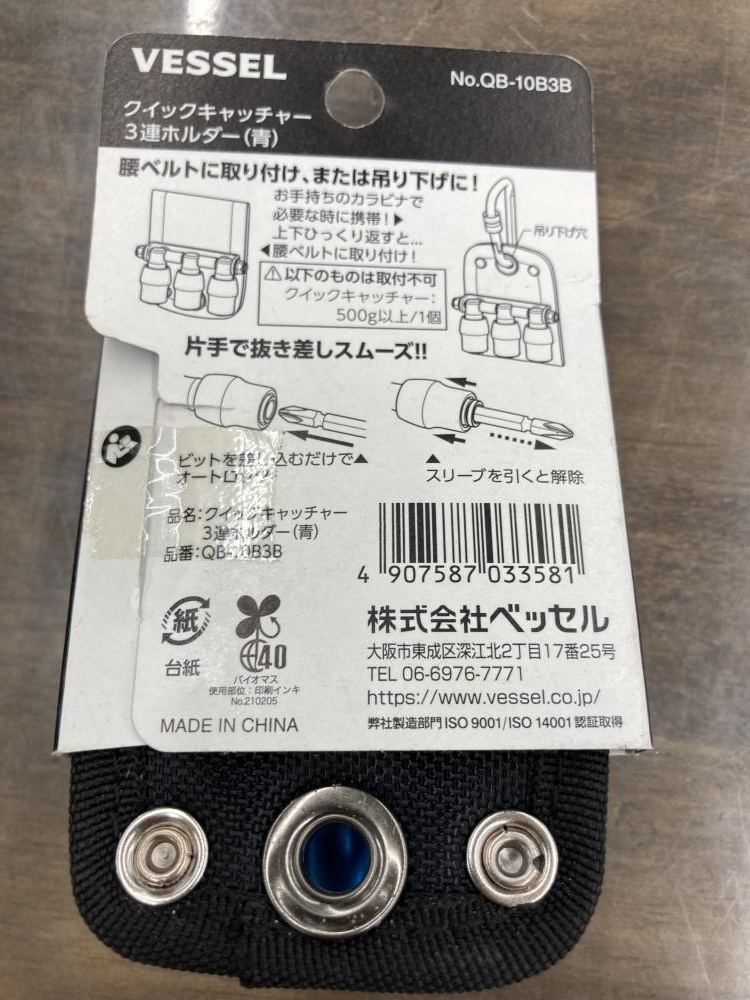 VESSEL
No.QB-10B3B
クイックキャッチャー
3連ホルダー(青)
腰ベルトに取り付け、または吊り下げに!
お手持ちのカラビナで
必要な時に携帯!▶
上下ひっくり返すと…
◀腰ベルトに取り付け!
吊り下げ穴
⚠以下のものは取付不可
クイックキャッチャー:
500g以上/1個
片手で抜き差しスムーズ!!
ビットを差し込むだけで▲
オートロック
▲
スリーブを引くと解除
品名:クイックキャッチャー
3連ホルダー(青)
品番:QB-10B3B
4 907587 033581
紙
台紙
40
バイオマス
使用部位:印刷インキ
No.210205
MADE IN CHINA
株式会社ベッセル
大阪市東成区深江北2丁目17番25号
TEL 06-6976-7771
https://www.vessel.co.jp/
弊社製造部門 ISO 9001/ISO 14001 認証取得